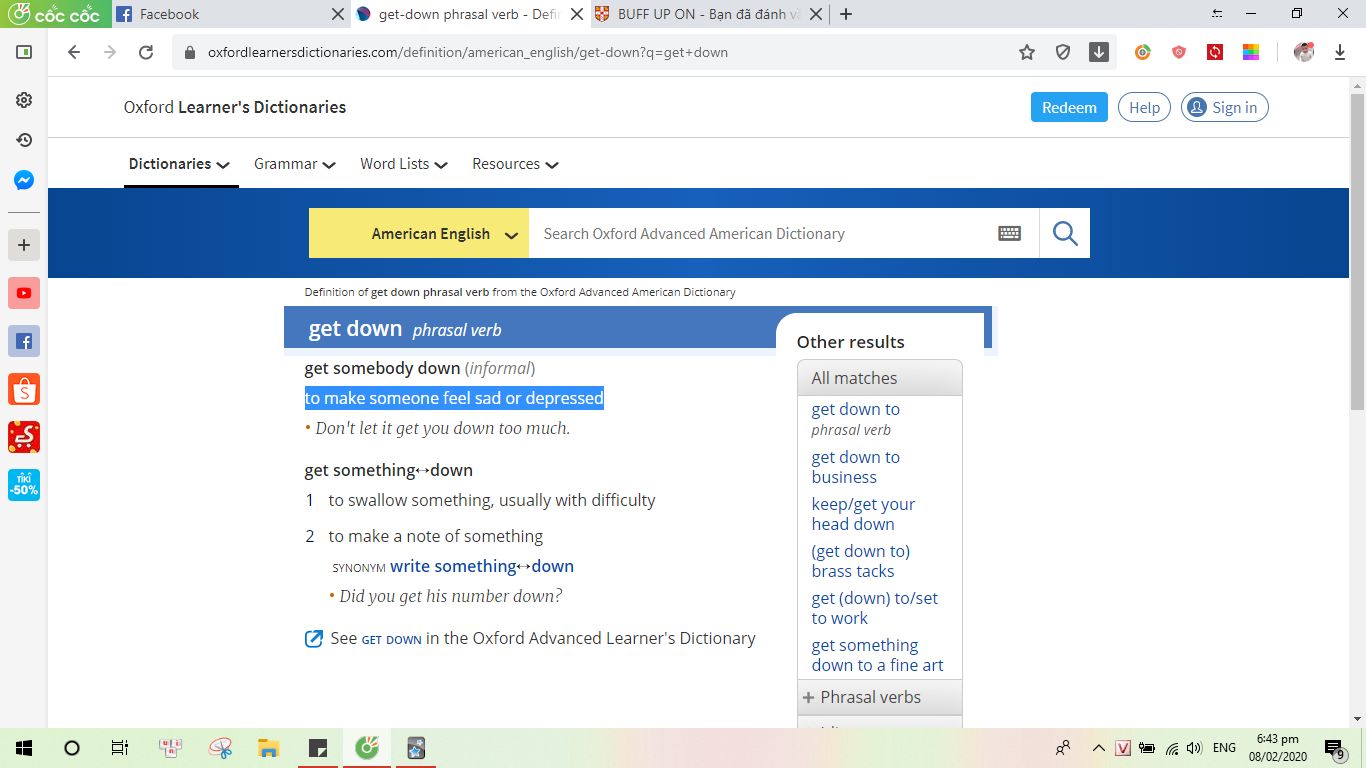 cốc cốc
Facebook
get-down phrasal verb - Defi
BUFF UP ON - Bạn đã đánh vầ
oxfordlearnersdictionaries.com/definition/american_english/get-down?q=get+down
Oxford Learner's Dictionaries
Redeem
Help
Sign in
Dictionaries
Grammar
Word Lists
Resources
American English
Search Oxford Advanced American Dictionary
Definition of get down phrasal verb from the Oxford Advanced American Dictionary
get down phrasal verb
get somebody down (informal)
to make someone feel sad or depressed
• Don't let it get you down too much.
get something↔down
1 to swallow something, usually with difficulty
2 to make a note of something
SYNONYM write something↔down
• Did you get his number down?
See GET DOWN in the Oxford Advanced Learner's Dictionary
Other results
All matches
get down to
phrasal verb
get down to
business
keep/get your
head down
(get down to)
brass tacks
get (down) to/set
to work
get something
down to a fine art
+ Phrasal verbs
TIKI
-50%
ENG
6:43 pm
08/02/2020
9